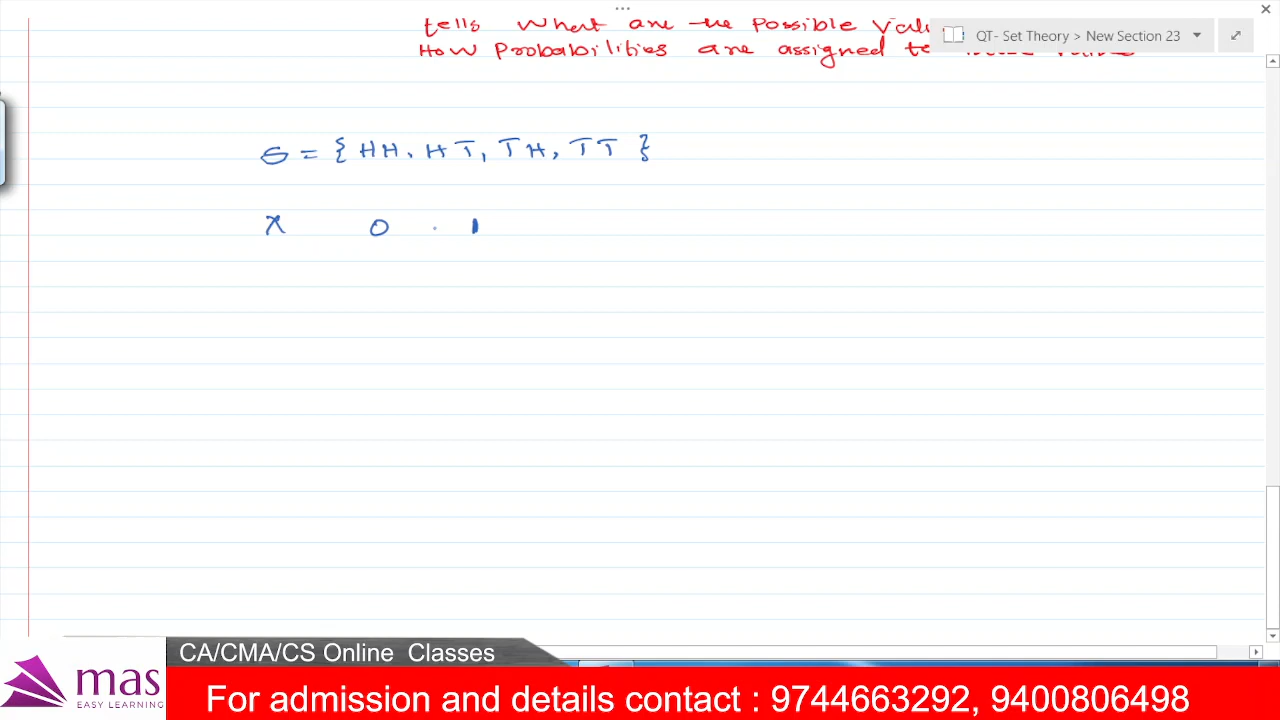 tells What are the Possible
QT- Set Theory > New Section 23
How Probabilities are assigned to
S = { HH, HT, TH, TT }
X 0 1
CA/CMA/CS Online Classes
mas
EASY LEARNING
For admission and details contact : 9744663292, 9400806498